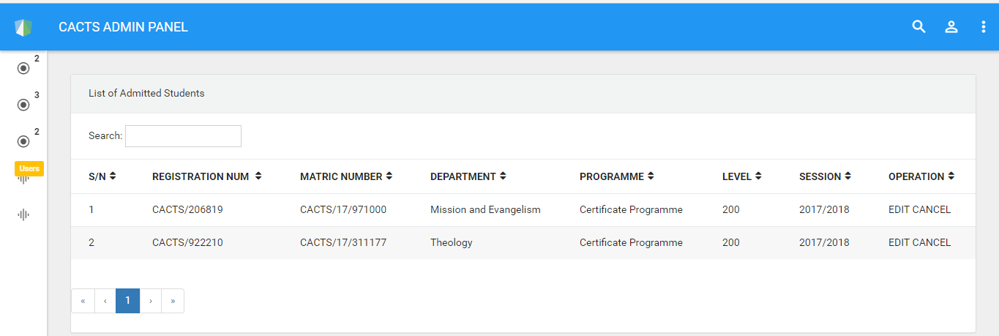 CACTS ADMIN PANEL
2
3
2
Users
List of Admitted Students
Search:
S/N REGISTRATION NUM MATRIC NUMBER DEPARTMENT PROGRAMME LEVEL SESSION OPERATION
1 CACTS/206819 CACTS/17/971000 Mission and Evangelism Certificate Programme 200 2017/2018 EDIT CANCEL
2 CACTS/922210 CACTS/17/311177 Theology Certificate Programme 200 2017/2018 EDIT CANCEL
« ‹ 1 › »